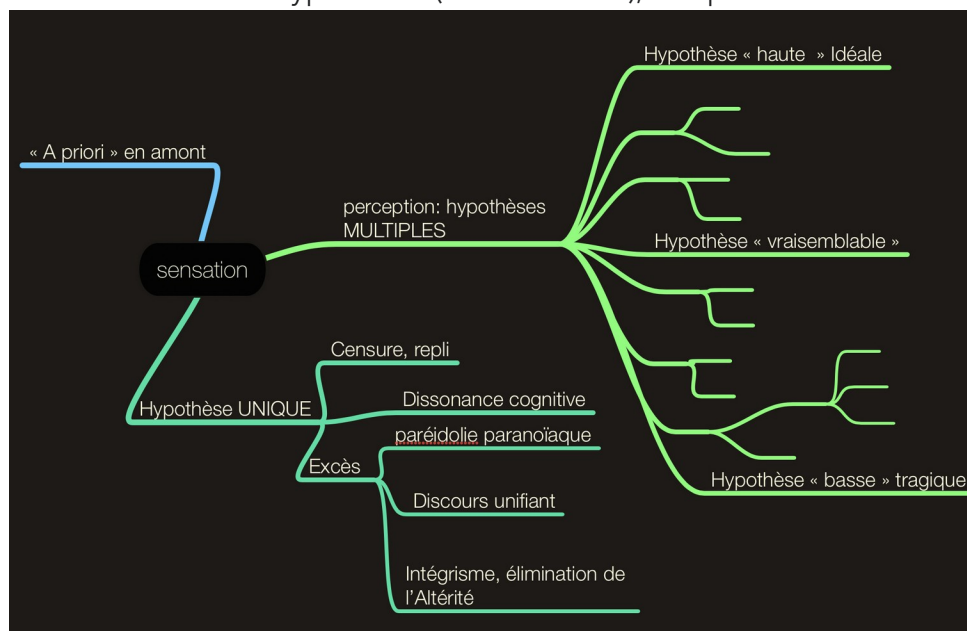 Hypothèse « haute » Idéale
« A priori » en amont
perception: hypothèses
MULTIPLES
Hypothèse « vraisemblable »
sensation
Censure, repli
Hypothèse UNIQUE
Dissonance cognitive
paréidolie paranoïaque
Excès
Hypothèse « basse » tragique
Discours unifiant
Intégrisme, élimination de
l’Altérité